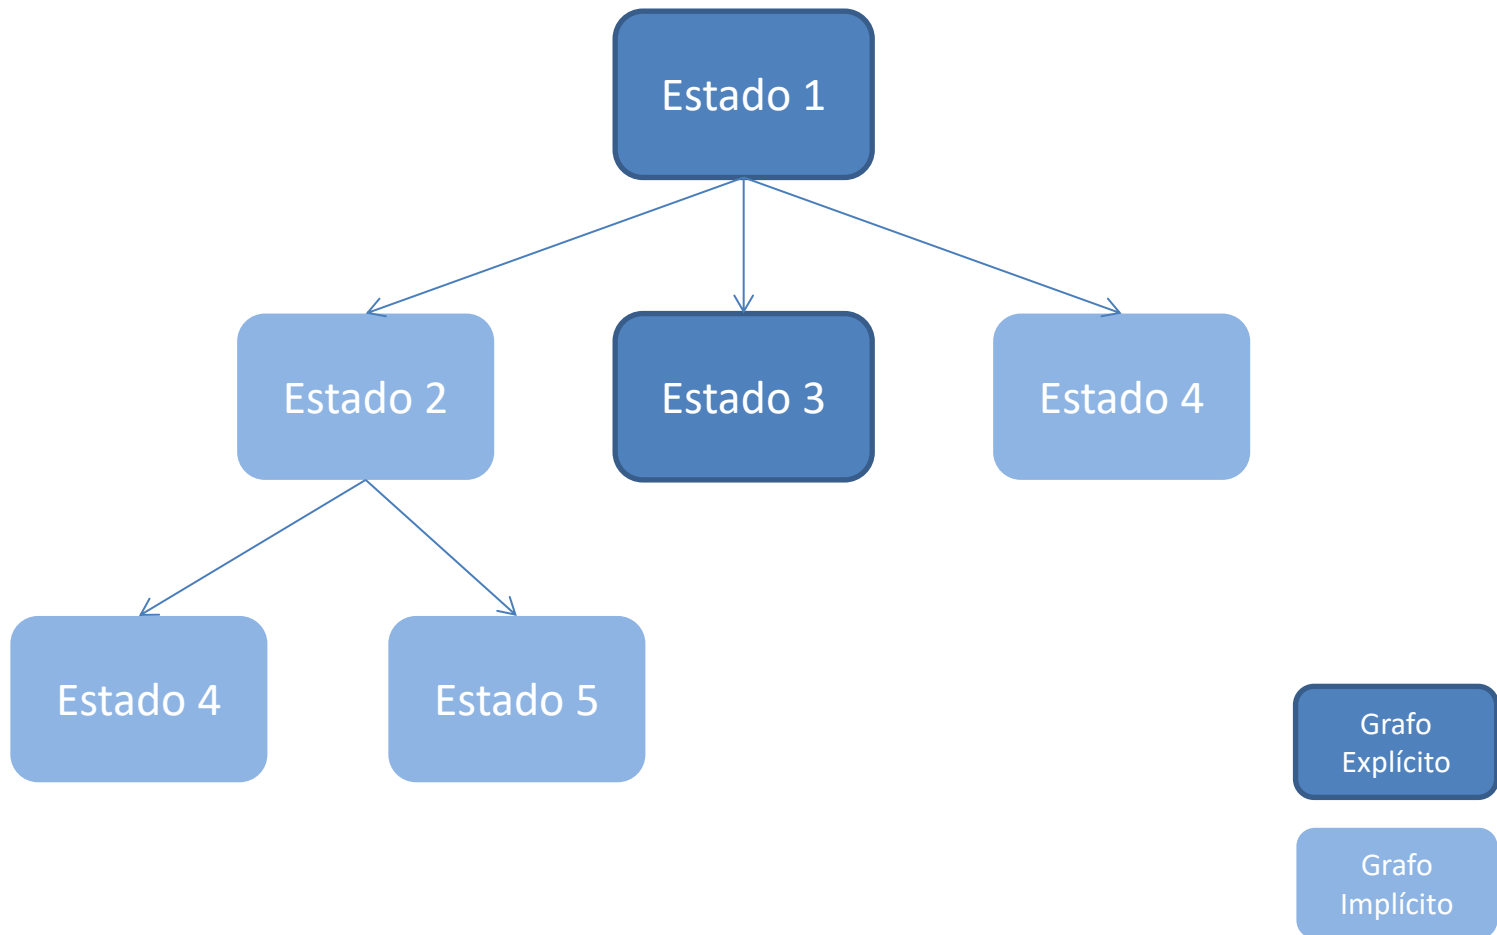 Estado 1
Estado 2
Estado 3
Estado 4
Estado 4
Estado 5
Grafo
Explícito
Grafo
Implícito